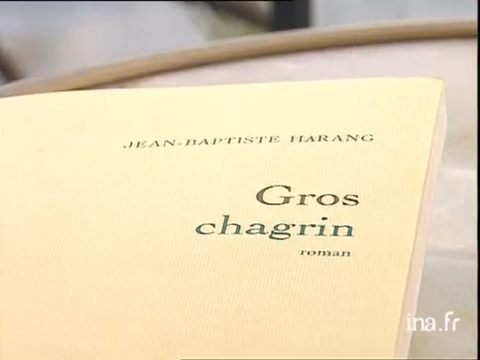 JEAN-BAPTISTE HARANG
Gros
chagrin
roman
ina.fr